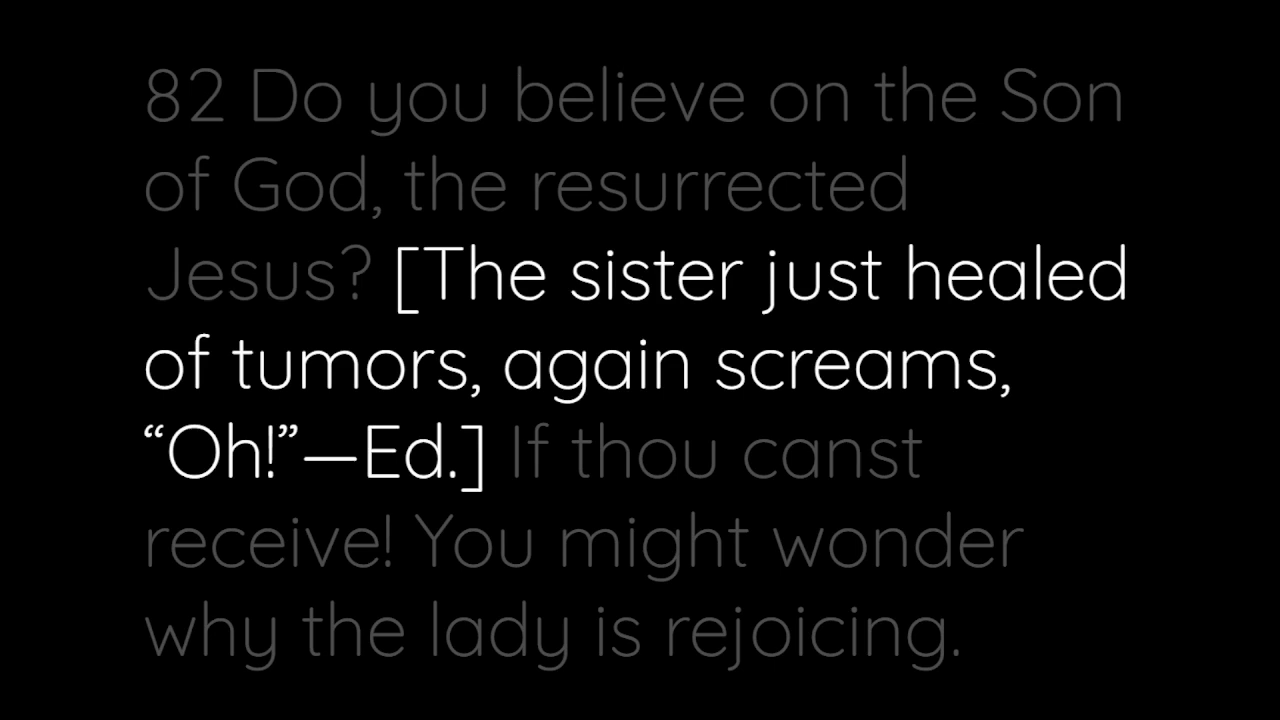 82 Do you believe on the Son
of God, the resurrected
Jesus? [The sister just healed
of tumors, again screams,
“Oh!”—Ed.] If thou canst
receive! You might wonder
why the lady is rejoicing.